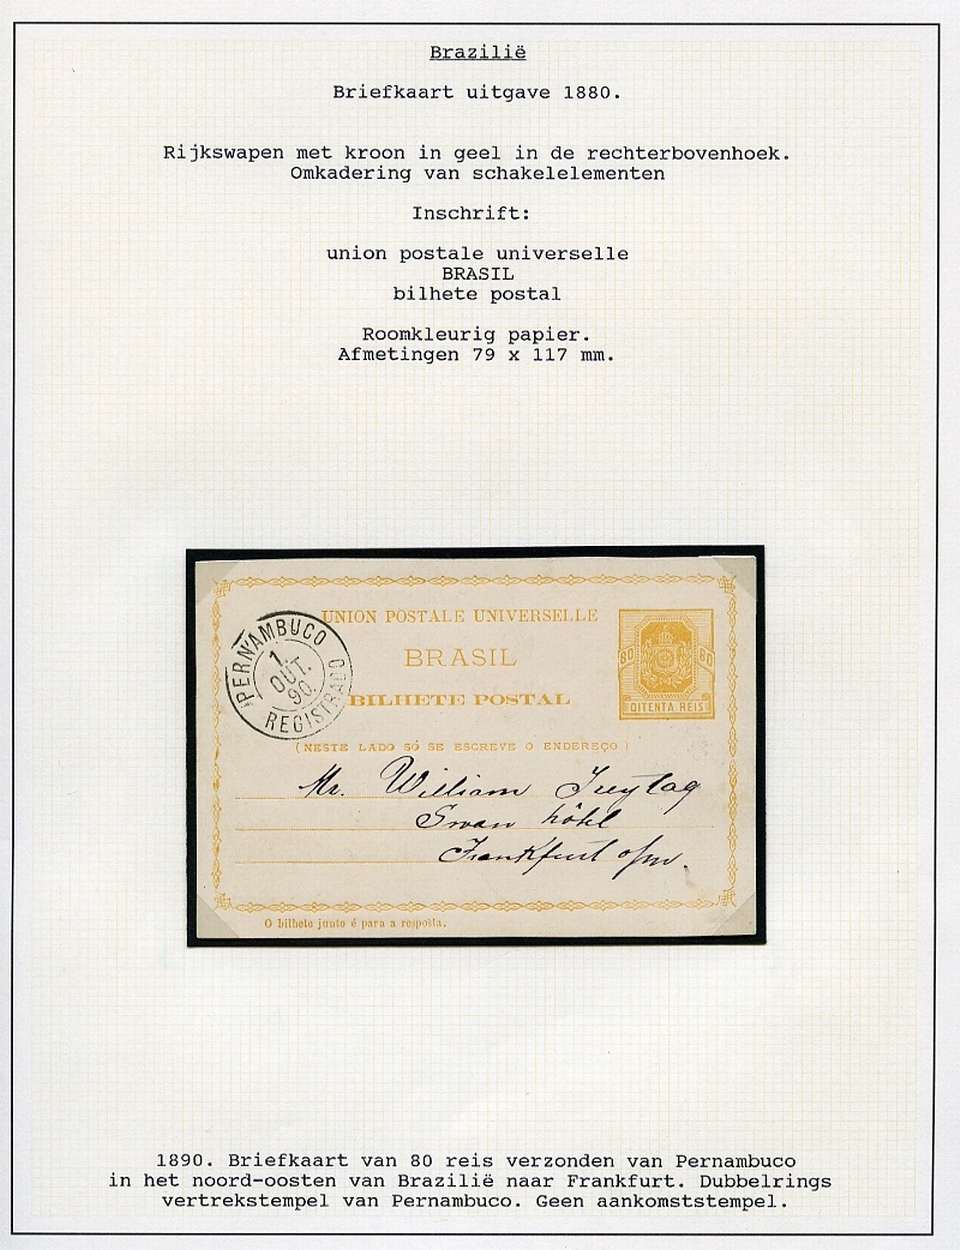 Brazilië
Briefkaart uitgave 1880.
Rijkswapen met kroon in geel in de rechterbovenhoek.
Omkadering van schakelelementen
Inschrift:
union postale universelle
BRASIL
bilhete postal
Roomkleurig papier.
Afmetingen 79 x 117 mm.
UNION POSTALE UNIVERSELLE
BRASIL
BILHETE POSTAL
80 80
OITENTA REIS
PERNAMBUCO
1.
OUT.
90.
REGISTRADO
(NESTE LADO SÓ SE ESCREVE O ENDEREÇO)
Mr. William Freytag
Swan hôtel
Frankfurt o/m.
O bilhete junto é para a resposta.
1890. Briefkaart van 80 reis verzonden van Pernambuco
in het noord-oosten van Brazilië naar Frankfurt. Dubbelrings
vertrekstempel van Pernambuco. Geen aankomststempel.